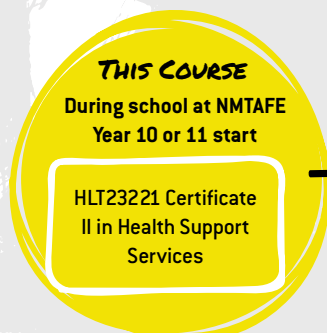 THIS COURSE
During school at NMTAFE
Year 10 or 11 start
HLT23221 Certificate
II in Health Support
Services